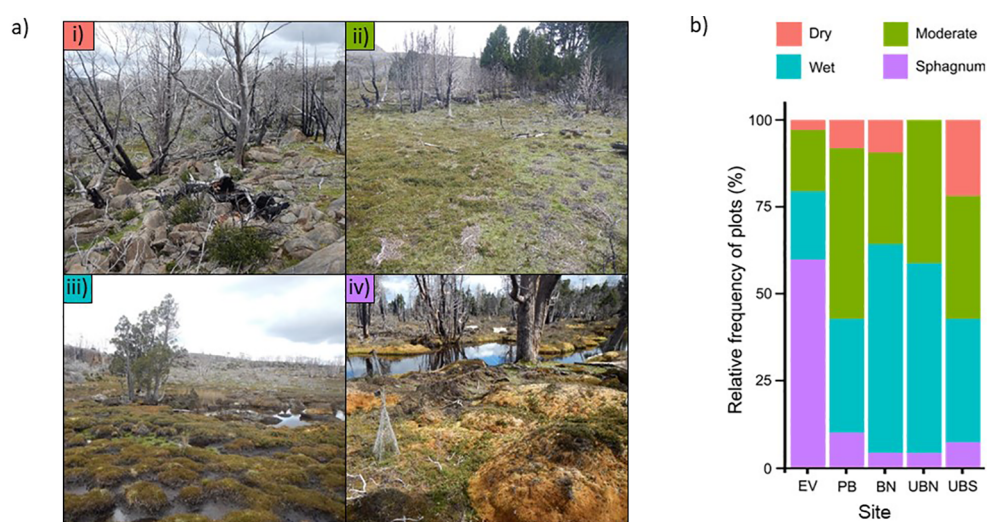 a)
i)
ii)
iii)
iv)
b)
Dry
Moderate
Wet
Sphagnum
Relative frequency of plots (%)
100
75
50
25
0
EV PB BN UBN UBS
Site